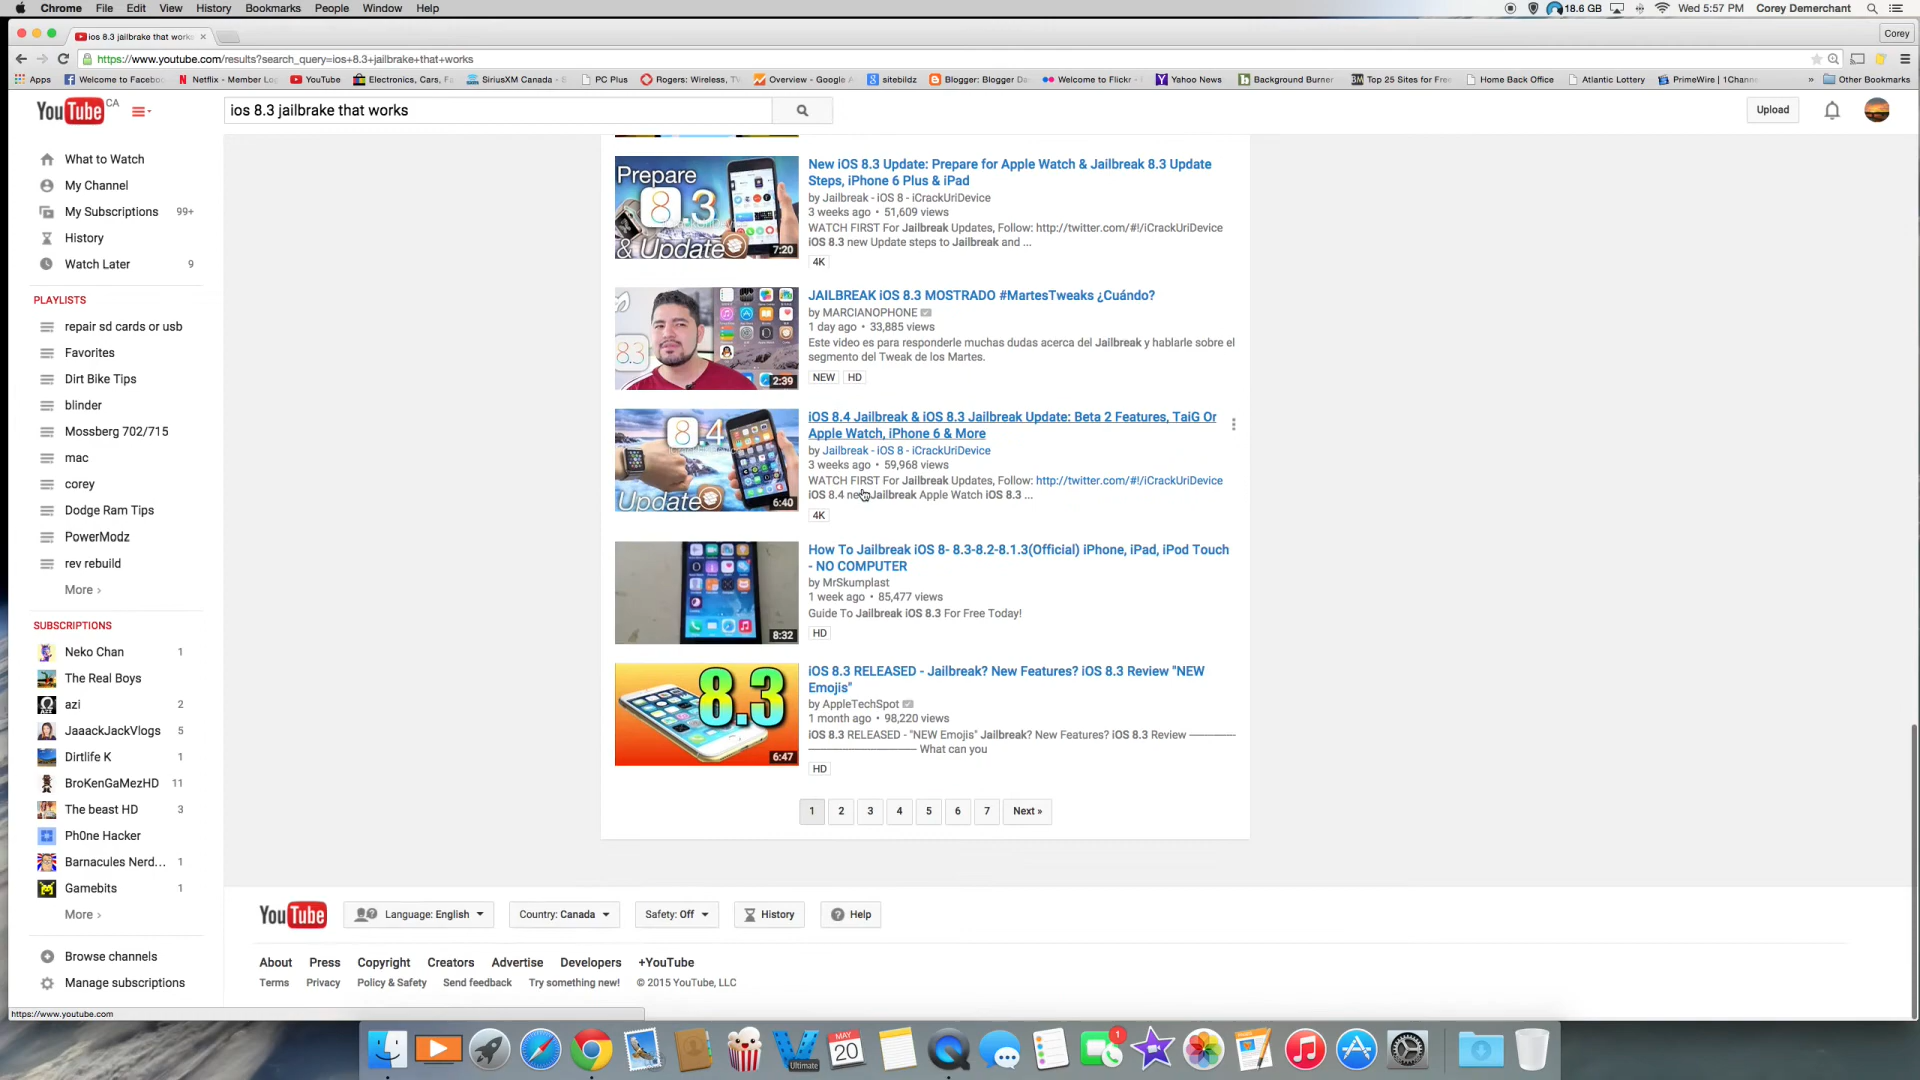 Chrome File Edit View History Bookmarks People Window Help 18.6 GB Wed 5:57 PM Corey Demerchant
ios 8.3 jailbrake that works Corey
https://www.youtube.com/results?search_query=ios+8.3+jailbrake+that+works
Apps Welcome to Faceboo Netflix - Member Lo YouTube Electronics, Cars, Fa SiriusXM Canada - PC Plus Rogers: Wireless, TV Overview - Google A sitebildz Blogger: Blogger Da Welcome to Flickr - Yahoo News Background Burner Top 25 Sites for Free Home Back Office Atlantic Lottery PrimeWire | 1Chann » Other Bookmarks
YouTube CA ios 8.3 jailbrake that works Upload
What to Watch
My Channel
My Subscriptions 99+
History
Watch Later 9
PLAYLISTS
repair sd cards or usb
Favorites
Dirt Bike Tips
blinder
Mossberg 702/715
mac
corey
Dodge Ram Tips
PowerModz
rev rebuild
More ›
SUBSCRIPTIONS
Neko Chan 1
The Real Boys
azi 2
JaaackJackVlogs 5
Dirtlife K 1
BroKenGaMezHD 11
The beast HD 3
Ph0ne Hacker
Barnacules Nerd... 1
Gamebits 1
More ›
Browse channels
Manage subscriptions
Prepare
8.3
& Update
7:20
New iOS 8.3 Update: Prepare for Apple Watch & Jailbreak 8.3 Update
Steps, iPhone 6 Plus & iPad
by Jailbreak - iOS 8 - iCrackUriDevice
3 weeks ago • 51,609 views
WATCH FIRST For Jailbreak Updates, Follow: http://twitter.com/#!/iCrackUriDevice
iOS 8.3 new Update steps to Jailbreak and ...
4K
8.3
2:39
JAILBREAK iOS 8.3 MOSTRADO #MartesTweaks ¿Cuándo?
by MARCIANOPHONE
1 day ago • 33,885 views
Este video es para responderle muchas dudas acerca del Jailbreak y hablarle sobre el
segmento del Tweak de los Martes.
NEW HD
8.4
Update
6:40
iOS 8.4 Jailbreak & iOS 8.3 Jailbreak Update: Beta 2 Features, TaiG Or
Apple Watch, iPhone 6 & More
by Jailbreak - iOS 8 - iCrackUriDevice
3 weeks ago • 59,968 views
WATCH FIRST For Jailbreak Updates, Follow: http://twitter.com/#!/iCrackUriDevice
iOS 8.4 new Jailbreak Apple Watch iOS 8.3 ...
4K
8:32
How To Jailbreak iOS 8- 8.3-8.2-8.1.3(Official) iPhone, iPad, iPod Touch
- NO COMPUTER
by MrSkumplast
1 week ago • 85,477 views
Guide To Jailbreak iOS 8.3 For Free Today!
HD
8.3
6:47
iOS 8.3 RELEASED - Jailbreak? New Features? iOS 8.3 Review "NEW
Emojis"
by AppleTechSpot
1 month ago • 98,220 views
iOS 8.3 RELEASED - "NEW Emojis" Jailbreak? New Features? iOS 8.3 Review ----------
-------------------- What can you
HD
1 2 3 4 5 6 7 Next »
YouTube Language: English Country: Canada Safety: Off History Help
About Press Copyright Creators Advertise Developers +YouTube
Terms Privacy Policy & Safety Send feedback Try something new! © 2015 YouTube, LLC
https://www.youtube.com
Ultimate
MAY
20
1